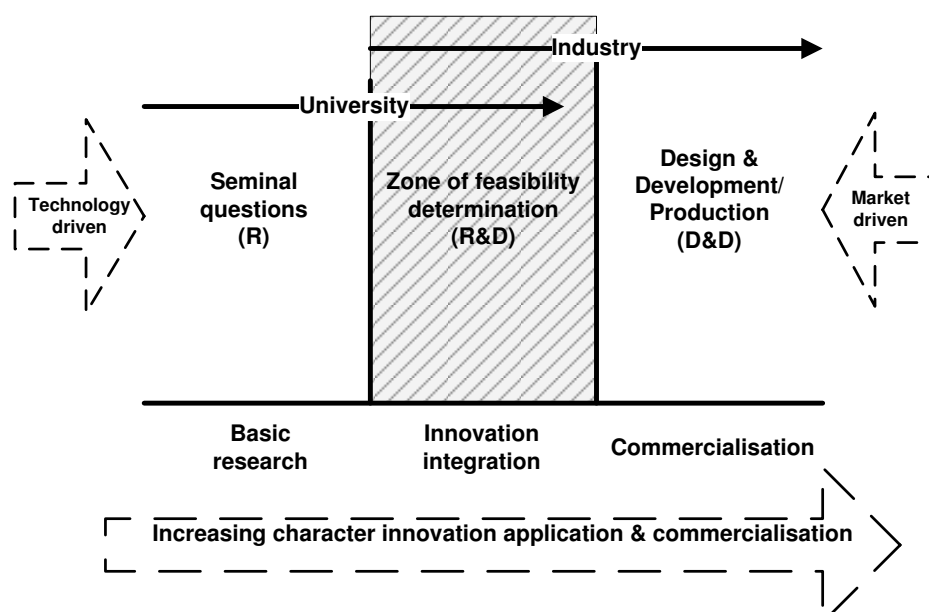 Industry
University
Technology
driven
Seminal
questions
(R)
Zone of feasibility
determination
(R&D)
Design &
Development/
Production
(D&D)
Market
driven
Basic
research
Innovation
integration
Commercialisation
Increasing character innovation application & commercialisation